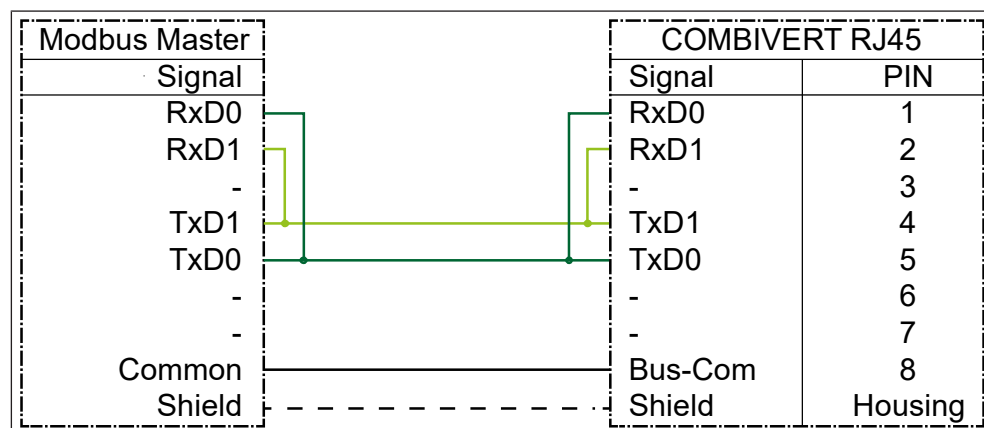 Modbus Master COMBIVERT RJ45
Signal Signal PIN
RxD0 RxD0 1
RxD1 RxD1 2
- - 3
TxD1 TxD1 4
TxD0 TxD0 5
- - 6
- - 7
Common Bus-Com 8
Shield Shield Housing